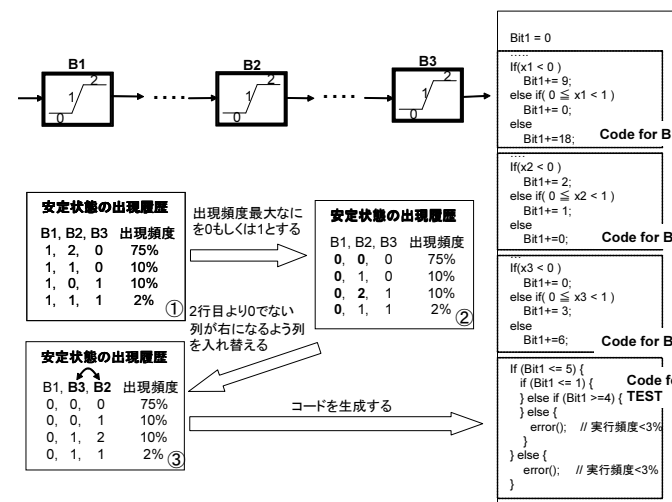 B1
B2
B3
0 1 2
0 1 2
0 1 2
安定状態の出現履歴
B1, B2, B3 出現頻度
1, 2, 0 75%
1, 1, 0 10%
1, 0, 1 10%
1, 1, 1 2%
①
出現頻度最大なに
を0もしくは1とする
安定状態の出現履歴
B1, B2, B3 出現頻度
0, 0, 0 75%
0, 1, 0 10%
0, 2, 1 10%
0, 1, 1 2%
②
2行目より0でない
列が右になるよう列
を入れ替える
安定状態の出現履歴
B1, B3, B2 出現頻度
0, 0, 0 75%
0, 0, 1 10%
0, 1, 2 10%
0, 1, 1 2%
③
コードを生成する
Bit1 = 0
.....
If(x1 < 0 )
Bit1+= 9;
else if( 0 ≦ x1 < 1 )
Bit1+= 0;
else
Bit1+=18;
Code for B
....
If(x2 < 0 )
Bit1+= 2;
else if( 0 ≦ x2 < 1 )
Bit1+= 1;
else
Bit1+=0;
Code for B
....
If(x3 < 0 )
Bit1+= 0;
else if( 0 ≦ x3 < 1 )
Bit1+= 3;
else
Bit1+=6;
Code for B
If (Bit1 <= 5) {
if (Bit1 <= 1) {
} else if (Bit1 >=4) {
} else {
error(); // 実行頻度<3%
}
} else {
error(); // 実行頻度<3%
}
Code fo
TEST